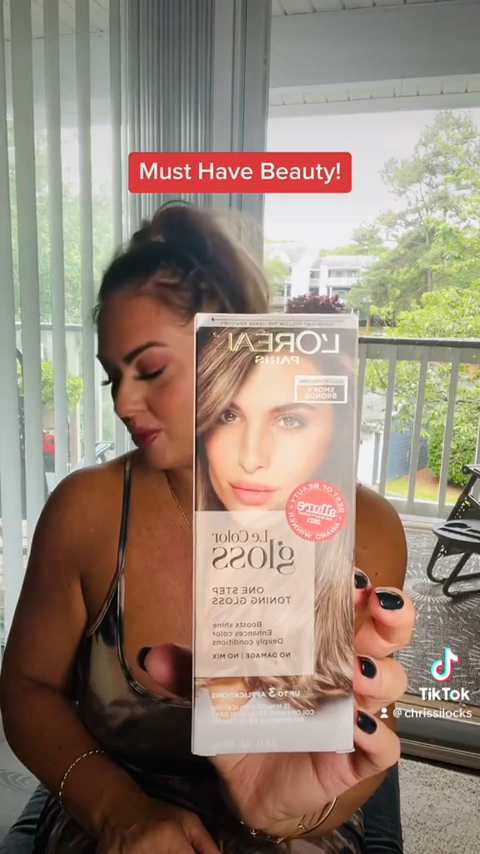 Must Have Beauty!
L'ORÉAL
PARIS
SMOKY
BRONDE
BEST OF BEAUTY
allure
2021
AWARD WINNER
Le Color
gloss
ONE STEP
TONING GLOSS
Boosts shine
Enhances color
Deeply conditions
NO DAMAGE | NO MIX
UP TO 3 APPLICATIONS
TikTok
@chrissilocks